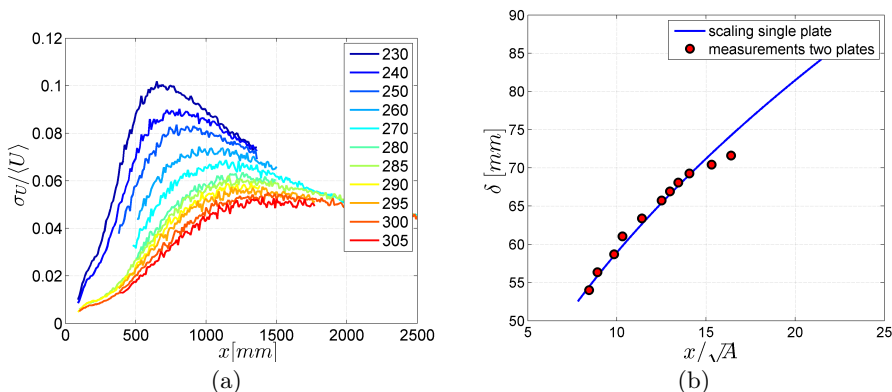 0.12
0.1
0.08
0.06
0.04
0.02
0
σ_U/⟨U⟩
0 500 1000 1500 2000 2500
x[mm]
230
240
250
260
270
280
285
290
295
300
305
(a)
90
85
80
75
70
65
60
55
50
δ [mm]
5 10 15 20 25
x/√A
scaling single plate
measurements two plates
(b)